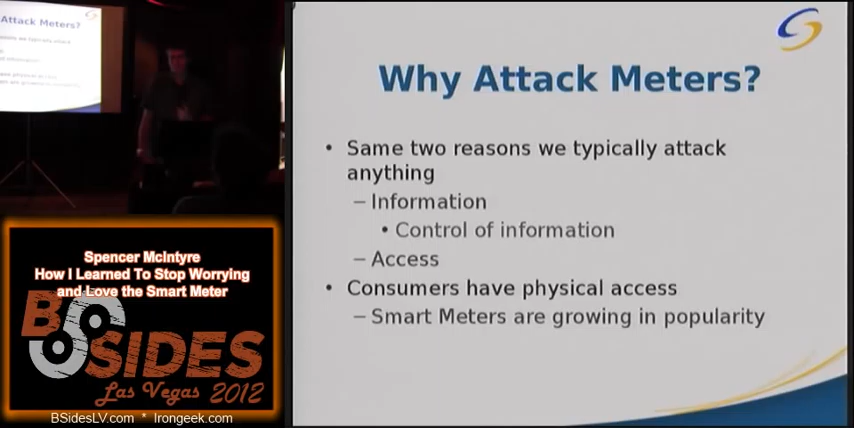 Attack Meters?
Why Attack Meters?
• Same two reasons we typically attack
anything
– Information
• Control of information
– Access
• Consumers have physical access
– Smart Meters are growing in popularity
Spencer McIntyre
How I Learned To Stop Worrying
and Love the Smart Meter
BSIDES
Las Vegas 2012
BSidesLV.com * Irongeek.com